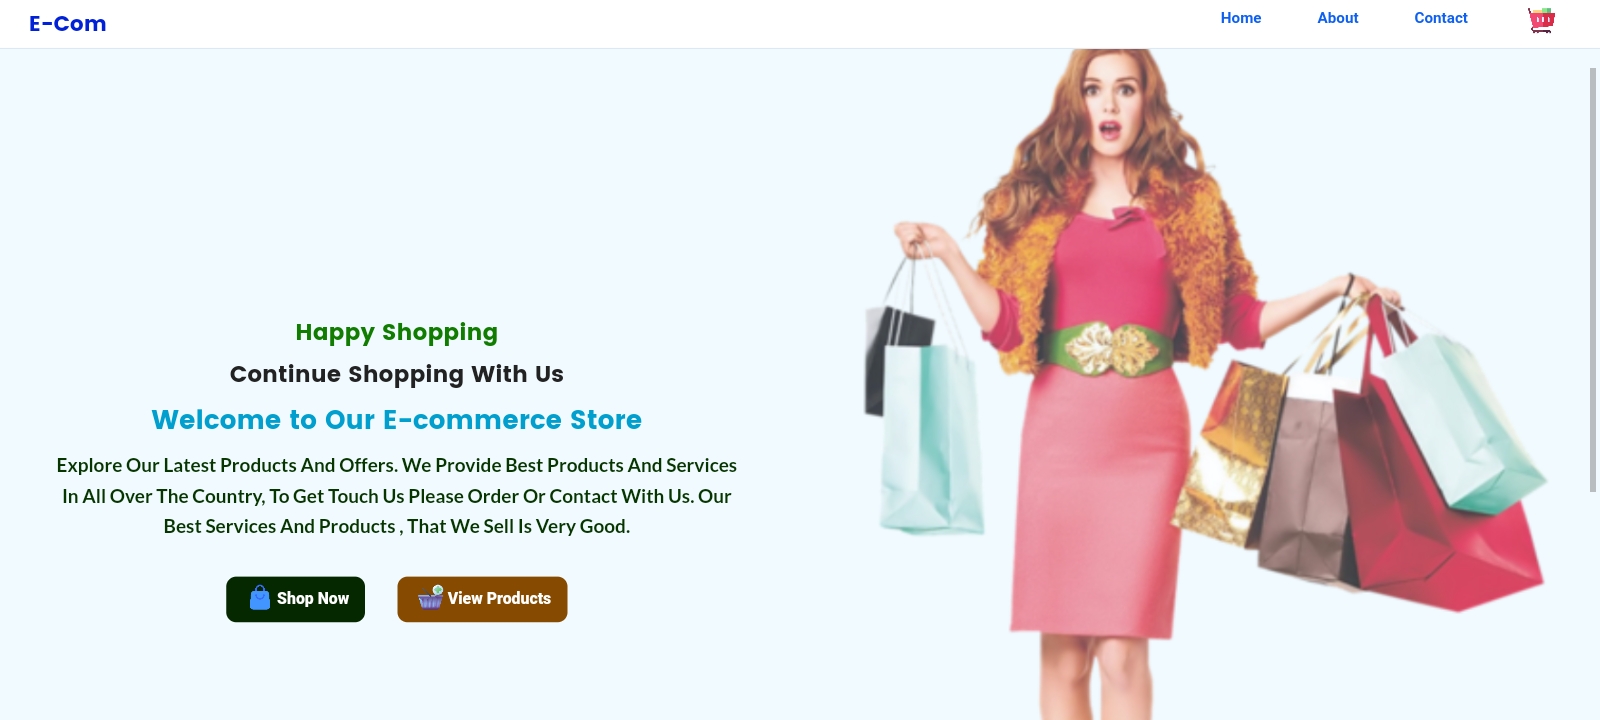 E-Com
Home
About
Contact
Happy Shopping
Continue Shopping With Us
Welcome to Our E-commerce Store
Explore Our Latest Products And Offers. We Provide Best Products And Services
In All Over The Country, To Get Touch Us Please Order Or Contact With Us. Our
Best Services And Products , That We Sell Is Very Good.
Shop Now
View Products